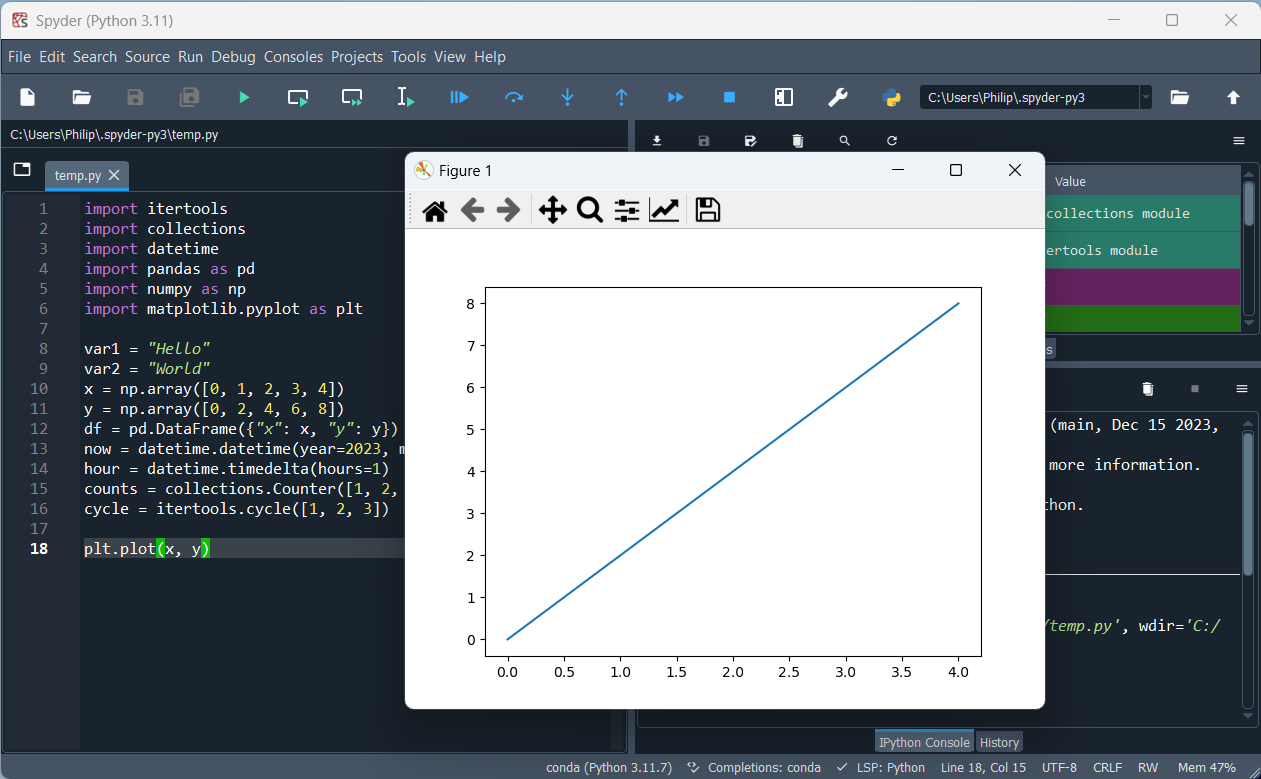 Spyder (Python 3.11)
File Edit Search Source Run Debug Consoles Projects Tools View Help
C:\Users\Philip\.spyder-py3
C:\Users\Philip\.spyder-py3\temp.py
temp.py
1 import itertools
2 import collections
3 import datetime
4 import pandas as pd
5 import numpy as np
6 import matplotlib.pyplot as plt
7
8 var1 = "Hello"
9 var2 = "World"
10 x = np.array([0, 1, 2, 3, 4])
11 y = np.array([0, 2, 4, 6, 8])
12 df = pd.DataFrame({"x": x, "y": y})
13 now = datetime.datetime(year=2023,
14 hour = datetime.timedelta(hours=1)
15 counts = collections.Counter([1, 2,
16 cycle = itertools.cycle([1, 2, 3])
17
18 plt.plot(x, y)
Figure 1
8
7
6
5
4
3
2
1
0
0.0 0.5 1.0 1.5 2.0 2.5 3.0 3.5 4.0
Value
collections module
ertools module
s
(main, Dec 15 2023,
more information.
thon.
/temp.py', wdir='C:/
IPython Console History
conda (Python 3.11.7) Completions: conda LSP: Python Line 18, Col 15 UTF-8 CRLF RW Mem 47%